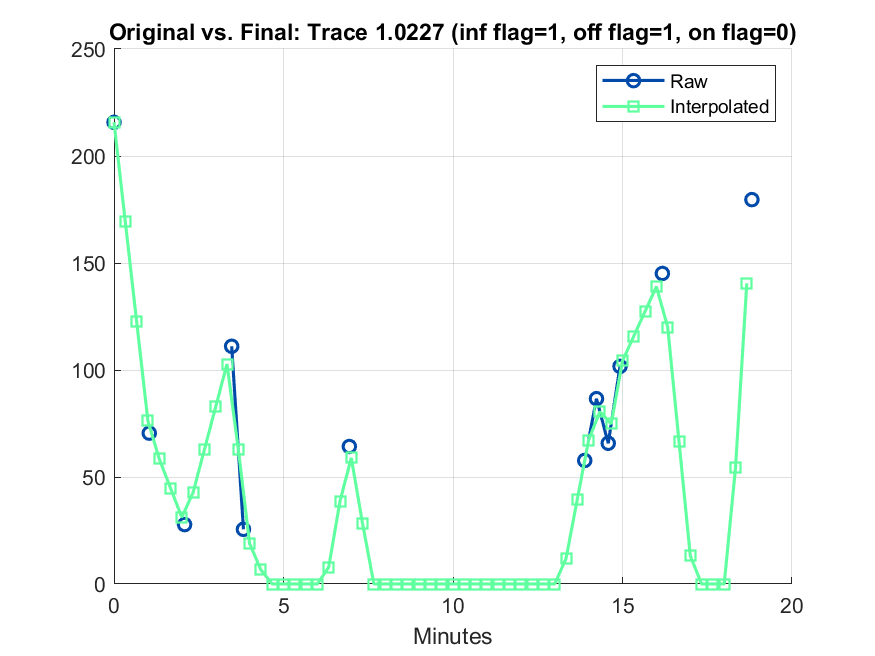 Original vs. Final: Trace 1.0227 (inf flag=1, off flag=1, on flag=0)
250
Raw
Interpolated
200
150
100
50
0
0 5 10 15 20
Minutes